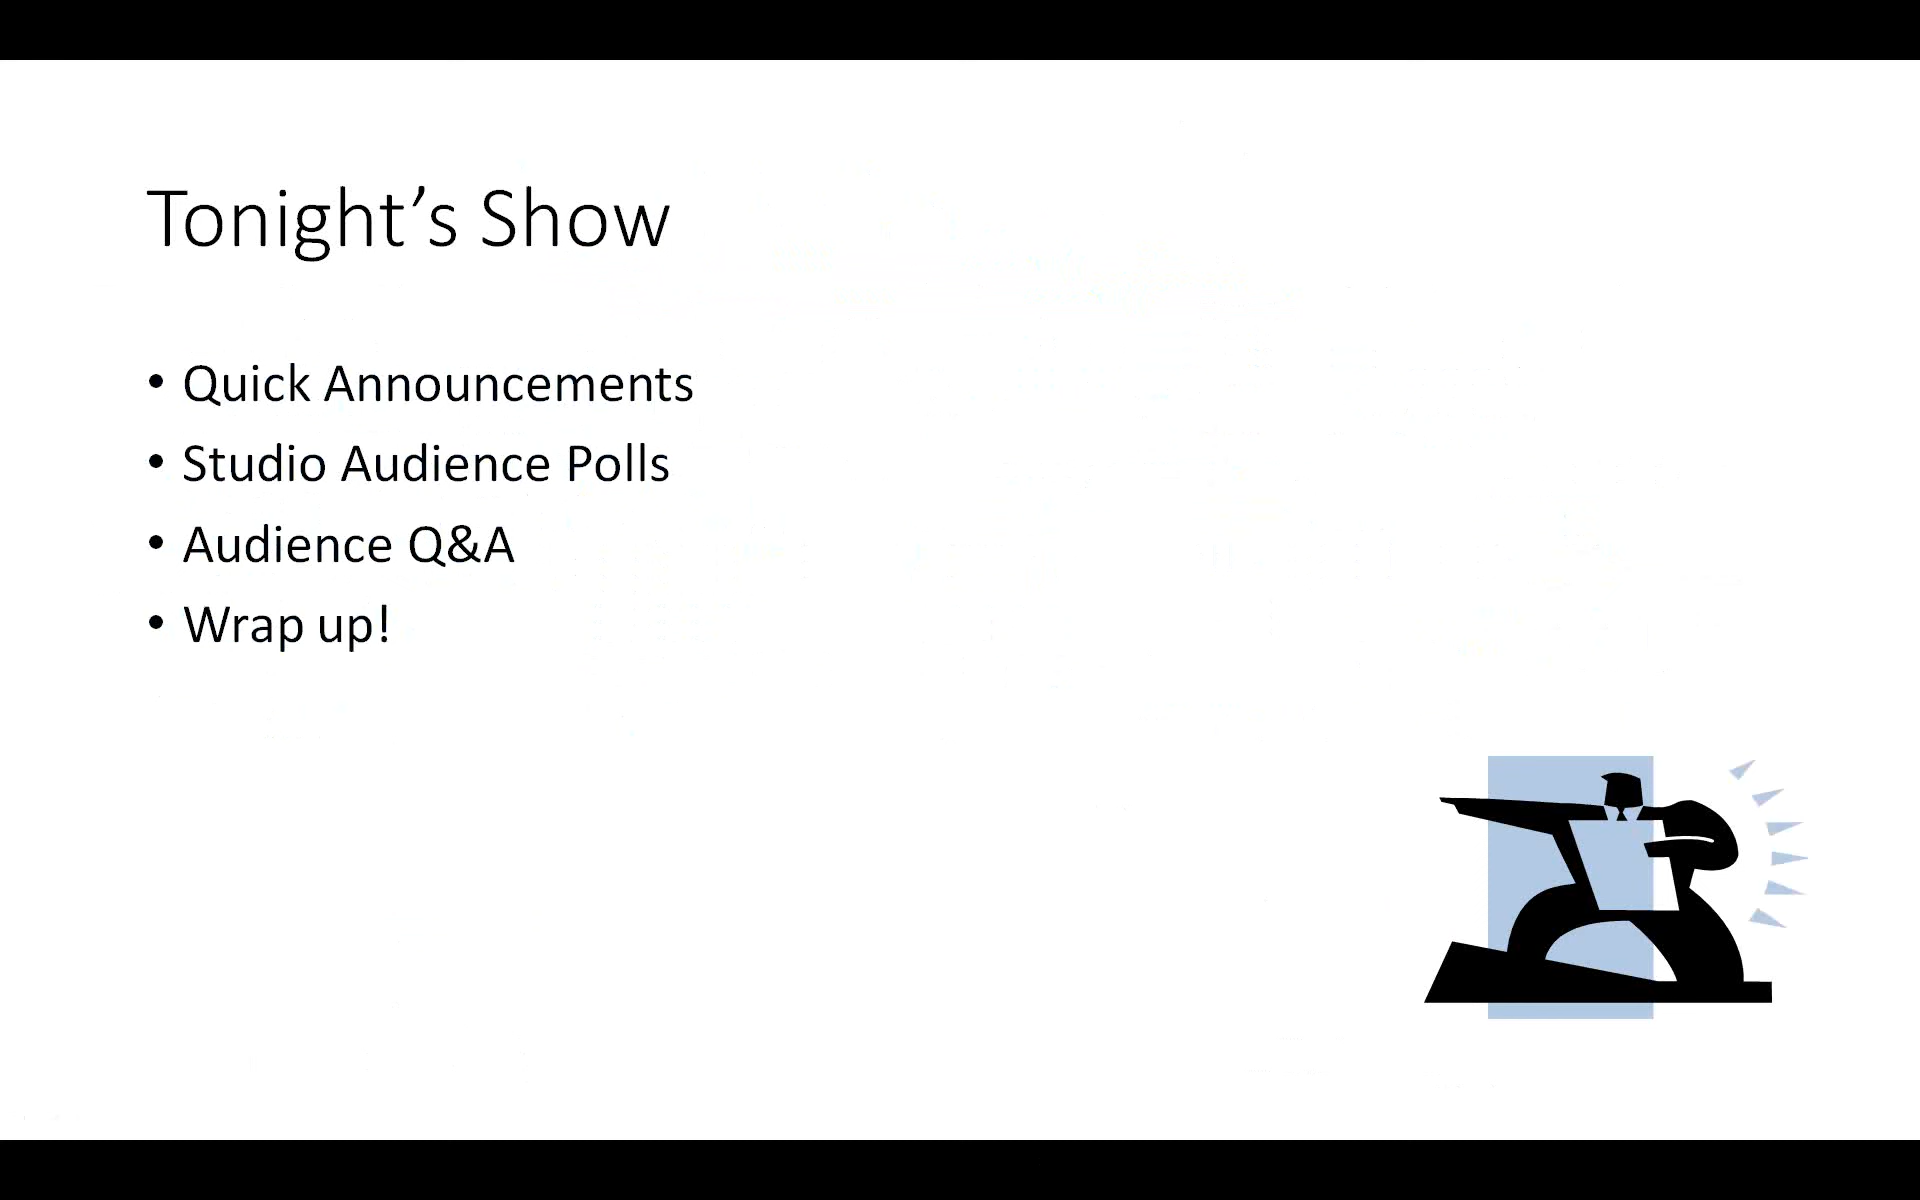 Tonight’s Show
• Quick Announcements
• Studio Audience Polls
• Audience Q&A
• Wrap up!